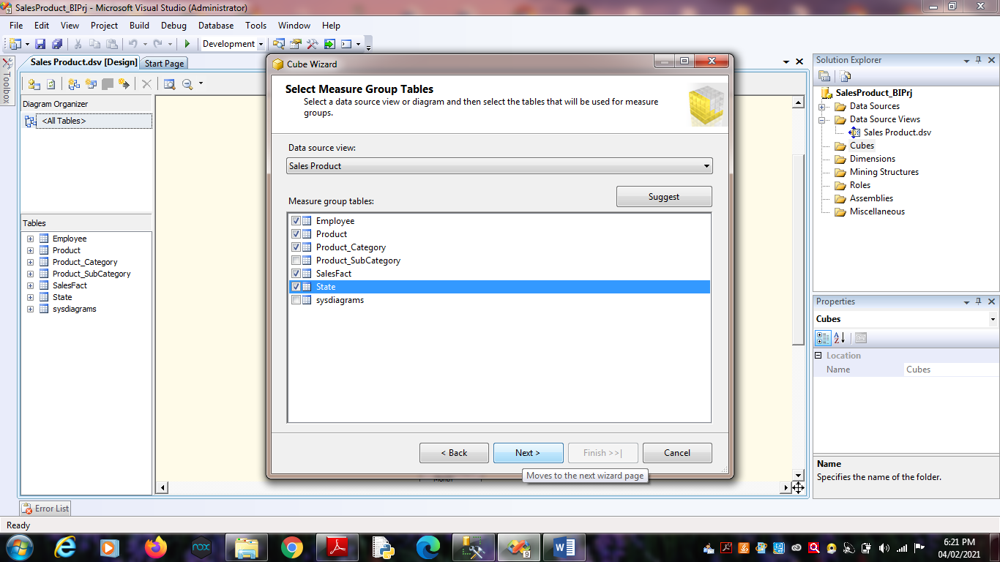 SalesProduct_BIPrj - Microsoft Visual Studio (Administrator)
File Edit View Project Build Debug Database Tools Window Help
Development
Toolbox
Sales Product.dsv [Design] Start Page
Diagram Organizer
<All Tables>
Tables
Employee
Product
Product_Category
Product_SubCategory
SalesFact
State
sysdiagrams
Cube Wizard
Select Measure Group Tables
Select a data source view or diagram and then select the tables that will be used for measure
groups.
Data source view:
Sales Product
Suggest
Measure group tables:
Employee
Product
Product_Category
Product_SubCategory
SalesFact
State
sysdiagrams
< Back Next > Finish >>| Cancel
Moves to the next wizard page
Solution Explorer
SalesProduct_BIPrj
Data Sources
Data Source Views
Sales Product.dsv
Cubes
Dimensions
Mining Structures
Roles
Assemblies
Miscellaneous
Properties
Cubes
Location
Name Cubes
Name
Specifies the name of the folder.
Error List
Ready
nox
9
6:21 PM
04/02/2021